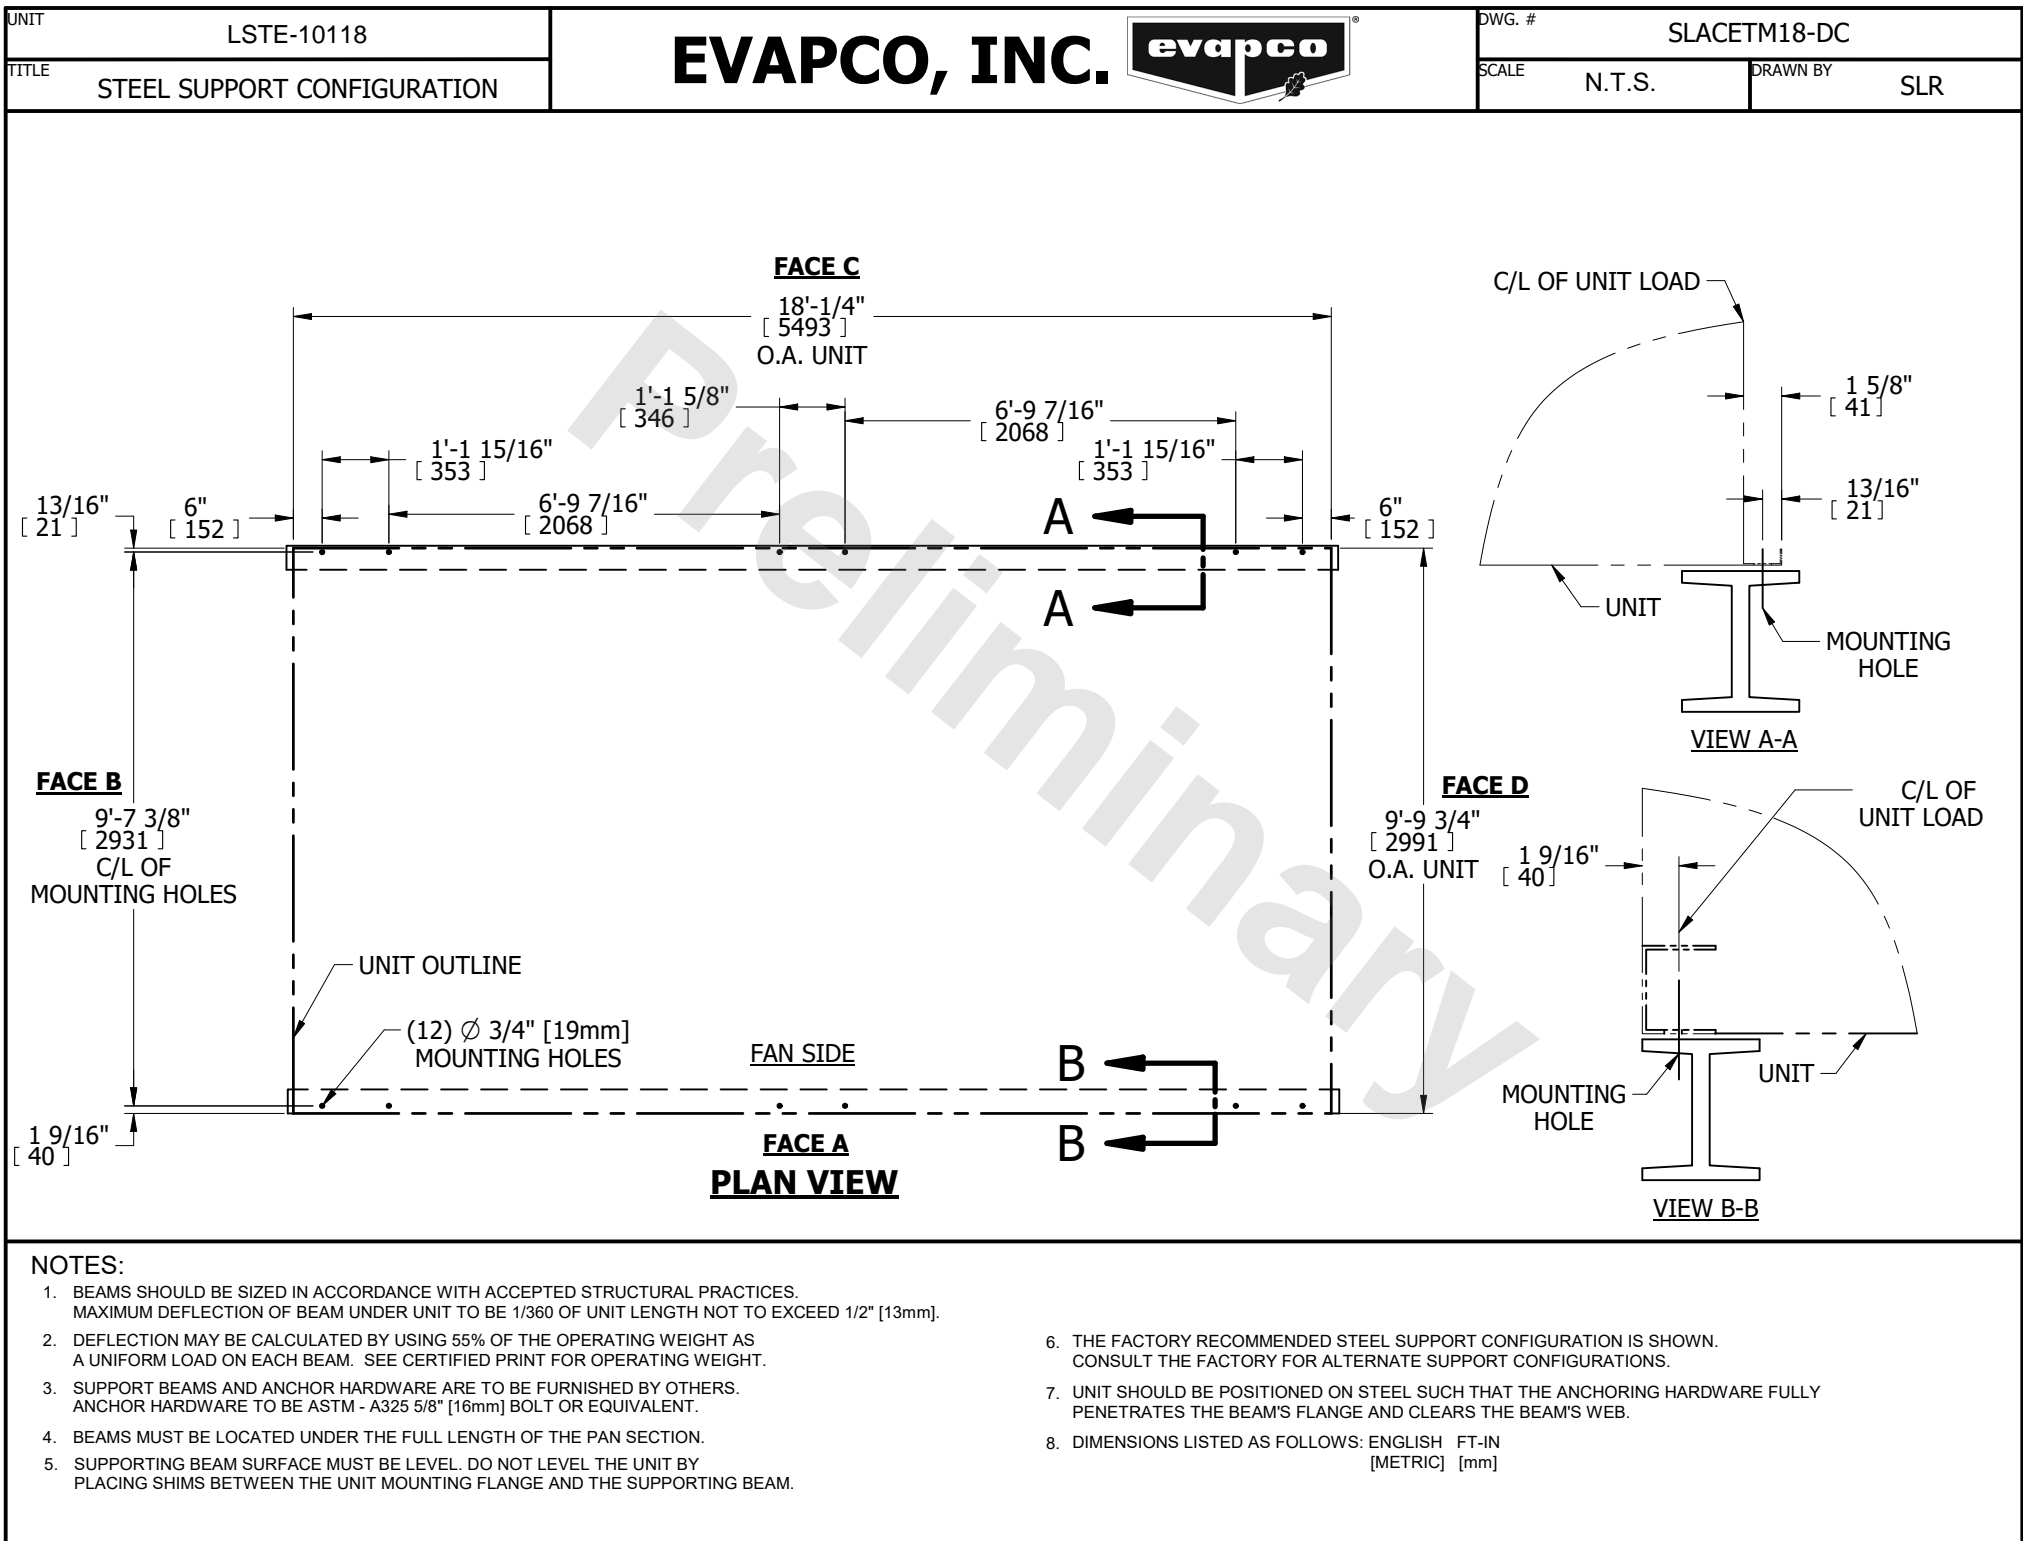 UNIT
LSTE-10118
TITLE
STEEL SUPPORT CONFIGURATION
EVAPCO, INC.
evapco
®
DWG. #
SLACETM18-DC
SCALE
N.T.S.
DRAWN BY
SLR
FACE C
18'-1/4"
[ 5493 ]
O.A. UNIT
1'-1 5/8"
[ 346 ]
6'-9 7/16"
[ 2068 ]
1'-1 15/16"
[ 353 ]
1'-1 15/16"
[ 353 ]
13/16"
[ 21 ]
6"
[ 152 ]
6'-9 7/16"
[ 2068 ]
6"
[ 152 ]
A
A
FACE B
9'-7 3/8"
[ 2931 ]
C/L OF
MOUNTING HOLES
FACE D
9'-9 3/4"
[ 2991 ]
O.A. UNIT
UNIT OUTLINE
(12) Ø 3/4" [19mm]
MOUNTING HOLES
FAN SIDE
B
B
1 9/16"
[ 40 ]
FACE A
PLAN VIEW
Preliminary
C/L OF UNIT LOAD
1 5/8"
[ 41 ]
13/16"
[ 21 ]
UNIT
MOUNTING
HOLE
VIEW A-A
C/L OF
UNIT LOAD
1 9/16"
[ 40 ]
UNIT
MOUNTING
HOLE
VIEW B-B
NOTES:
1. BEAMS SHOULD BE SIZED IN ACCORDANCE WITH ACCEPTED STRUCTURAL PRACTICES.
MAXIMUM DEFLECTION OF BEAM UNDER UNIT TO BE 1/360 OF UNIT LENGTH NOT TO EXCEED 1/2" [13mm].
2. DEFLECTION MAY BE CALCULATED BY USING 55% OF THE OPERATING WEIGHT AS
A UNIFORM LOAD ON EACH BEAM. SEE CERTIFIED PRINT FOR OPERATING WEIGHT.
3. SUPPORT BEAMS AND ANCHOR HARDWARE ARE TO BE FURNISHED BY OTHERS.
ANCHOR HARDWARE TO BE ASTM - A325 5/8" [16mm] BOLT OR EQUIVALENT.
4. BEAMS MUST BE LOCATED UNDER THE FULL LENGTH OF THE PAN SECTION.
5. SUPPORTING BEAM SURFACE MUST BE LEVEL. DO NOT LEVEL THE UNIT BY
PLACING SHIMS BETWEEN THE UNIT MOUNTING FLANGE AND THE SUPPORTING BEAM.
6. THE FACTORY RECOMMENDED STEEL SUPPORT CONFIGURATION IS SHOWN.
CONSULT THE FACTORY FOR ALTERNATE SUPPORT CONFIGURATIONS.
7. UNIT SHOULD BE POSITIONED ON STEEL SUCH THAT THE ANCHORING HARDWARE FULLY
PENETRATES THE BEAM'S FLANGE AND CLEARS THE BEAM'S WEB.
8. DIMENSIONS LISTED AS FOLLOWS: ENGLISH FT-IN
[METRIC] [mm]